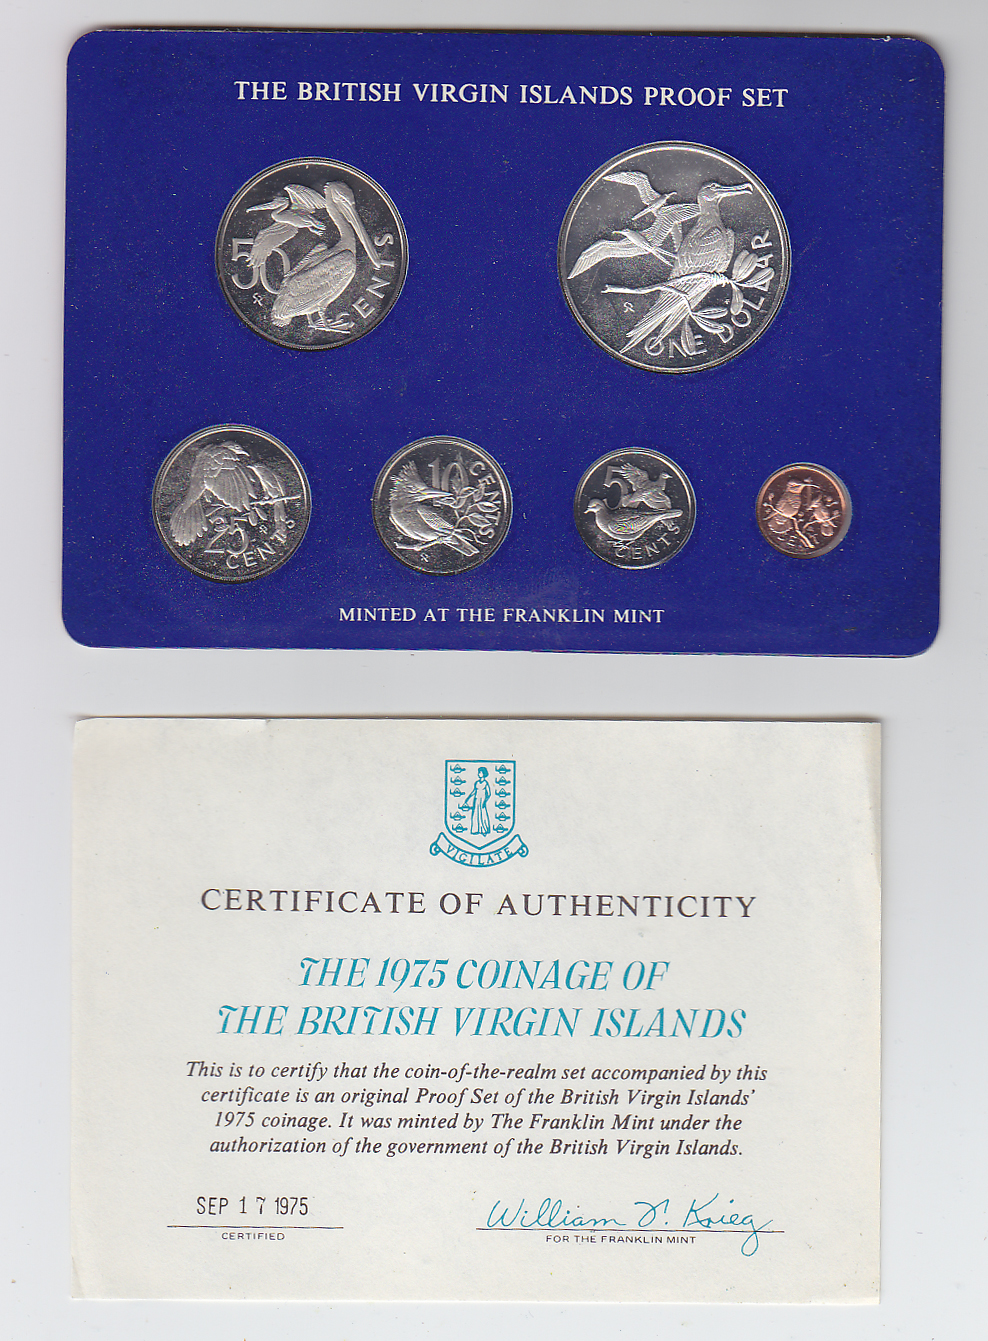 THE BRITISH VIRGIN ISLANDS PROOF SET
50 CENTS
ONE DOLLAR
25 CENTS
10 CENTS
5 CENTS
CENT
MINTED AT THE FRANKLIN MINT
VIGILATE
CERTIFICATE OF AUTHENTICITY
THE 1975 COINAGE OF
THE BRITISH VIRGIN ISLANDS
This is to certify that the coin-of-the-realm set accompanied by this
certificate is an original Proof Set of the British Virgin Islands'
1975 coinage. It was minted by The Franklin Mint under the
authorization of the government of the British Virgin Islands.
SEP 17 1975
CERTIFIED
William T. Krieg
FOR THE FRANKLIN MINT